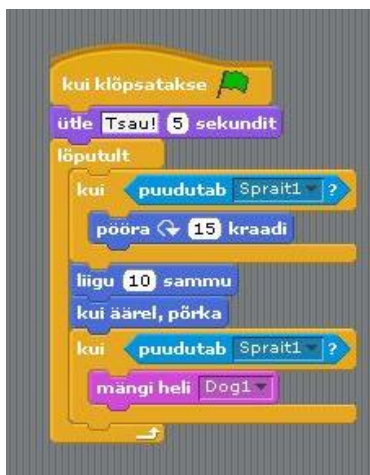 kui klõpsatakse
ütle Tsau! 5 sekundit
lõputult
kui puudutab Sprait1 ?
pööra 15 kraadi
liigu 10 sammu
kui äärel, põrka
kui puudutab Sprait1 ?
mängi heli Dog1